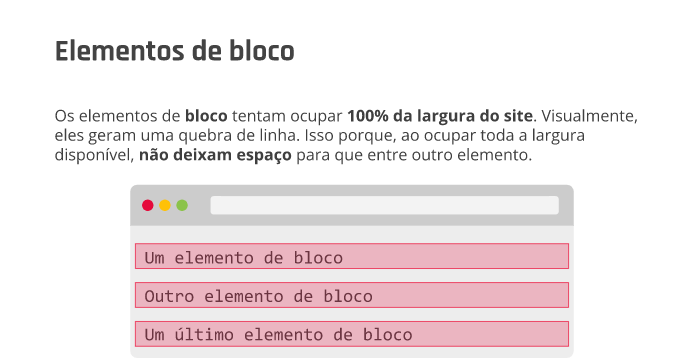 Elementos de bloco
Os elementos de bloco tentam ocupar 100% da largura do site. Visualmente,
eles geram uma quebra de linha. Isso porque, ao ocupar toda a largura
disponível, não deixam espaço para que entre outro elemento.
Um elemento de bloco
Outro elemento de bloco
Um último elemento de bloco